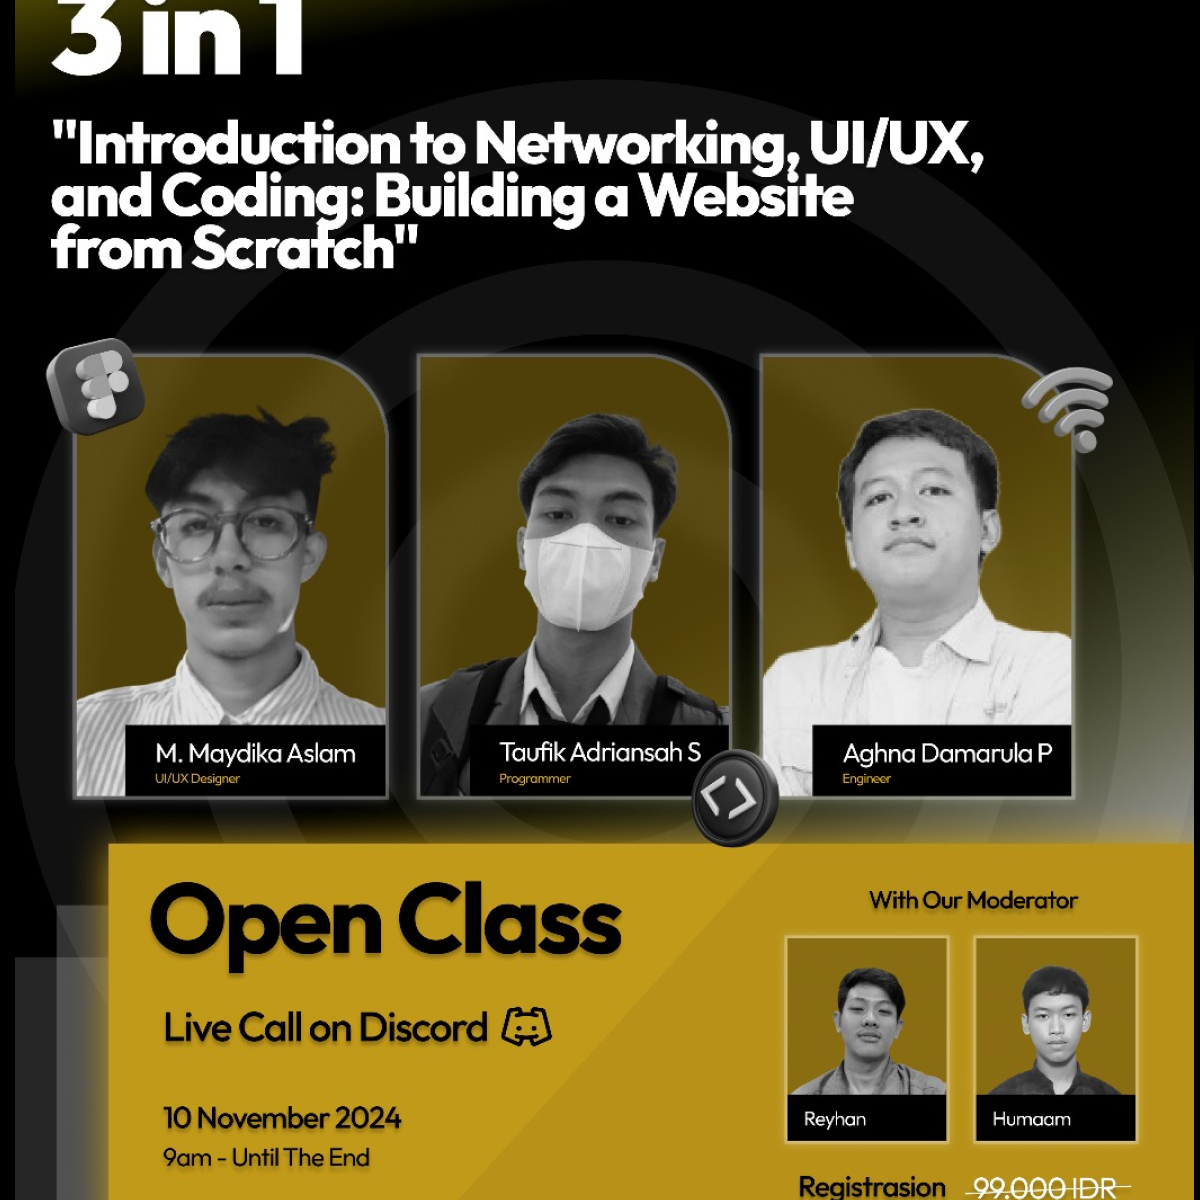 3 in 1
"Introduction to Networking, UI/UX,
and Coding: Building a Website
from Scratch"
M. Maydika Aslam
UI/UX Designer
Taufik Adriansah S
Programmer
Aghna Damarula P
Engineer
Open Class
Live Call on Discord
10 November 2024
9am - Until The End
With Our Moderator
Reyhan
Humaam
Registrasion 99.000 IDR